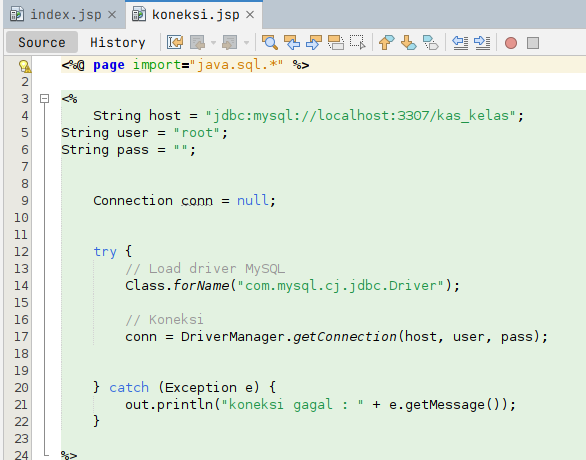 index.jsp × koneksi.jsp ×
Source History
<%@ page import="java.sql.*" %>
2
3 <%
4 String host = "jdbc:mysql://localhost:3307/kas_kelas";
5 String user = "root";
6 String pass = "";
7
8
9 Connection conn = null;
10
11
12 try {
13 // Load driver MySQL
14 Class.forName("com.mysql.cj.jdbc.Driver");
15
16 // Koneksi
17 conn = DriverManager.getConnection(host, user, pass);
18
19
20 } catch (Exception e) {
21 out.println("koneksi gagal : " + e.getMessage());
22 }
23
24 %>